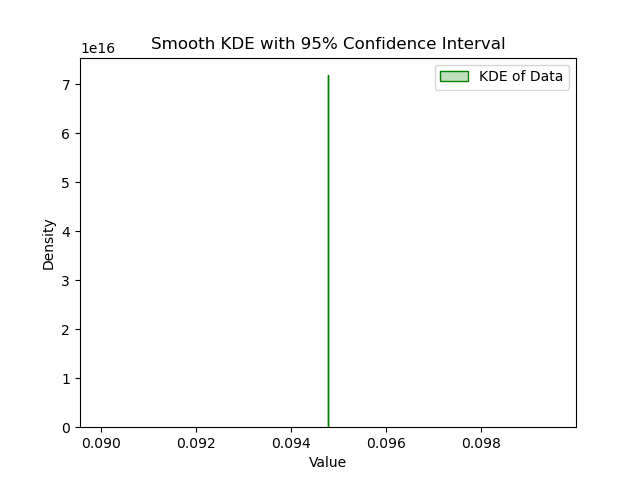 Smooth KDE with 95% Confidence Interval
1e16
KDE of Data
7
6
5
4
3
2
1
0
Density
0.090 0.092 0.094 0.096 0.098
Value